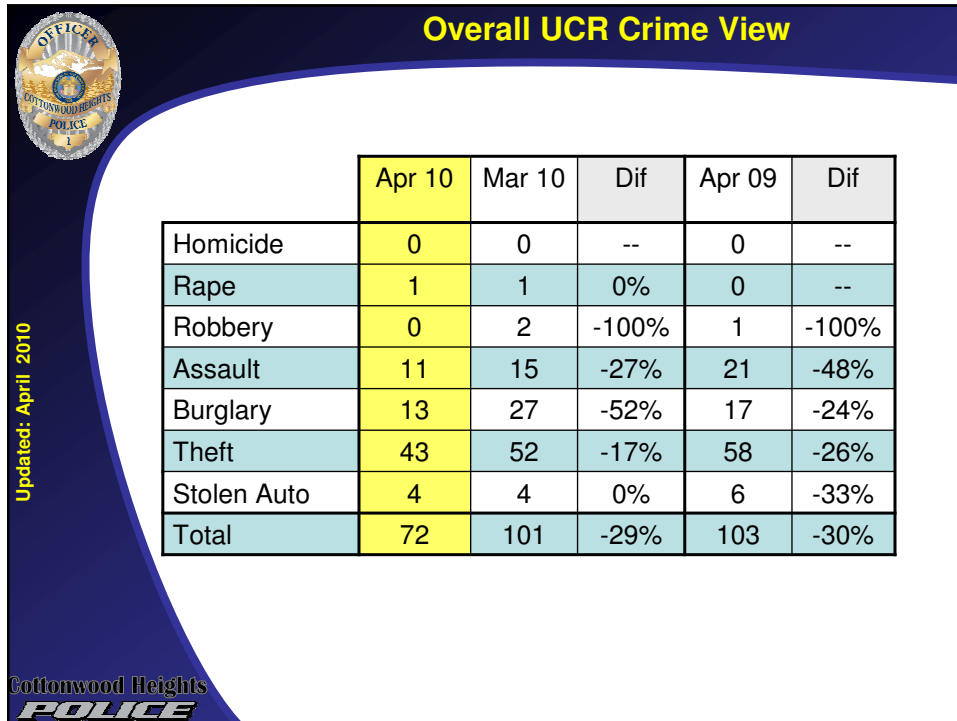 Overall UCR Crime View
OFFICER
COTTONWOOD HEIGHTS
POLICE
1
Apr 10 Mar 10 Dif Apr 09 Dif
Homicide 0 0 -- 0 --
Rape 1 1 0% 0 --
Robbery 0 2 -100% 1 -100%
Assault 11 15 -27% 21 -48%
Burglary 13 27 -52% 17 -24%
Theft 43 52 -17% 58 -26%
Stolen Auto 4 4 0% 6 -33%
Total 72 101 -29% 103 -30%
Updated: April 2010
Cottonwood Heights
POLICE